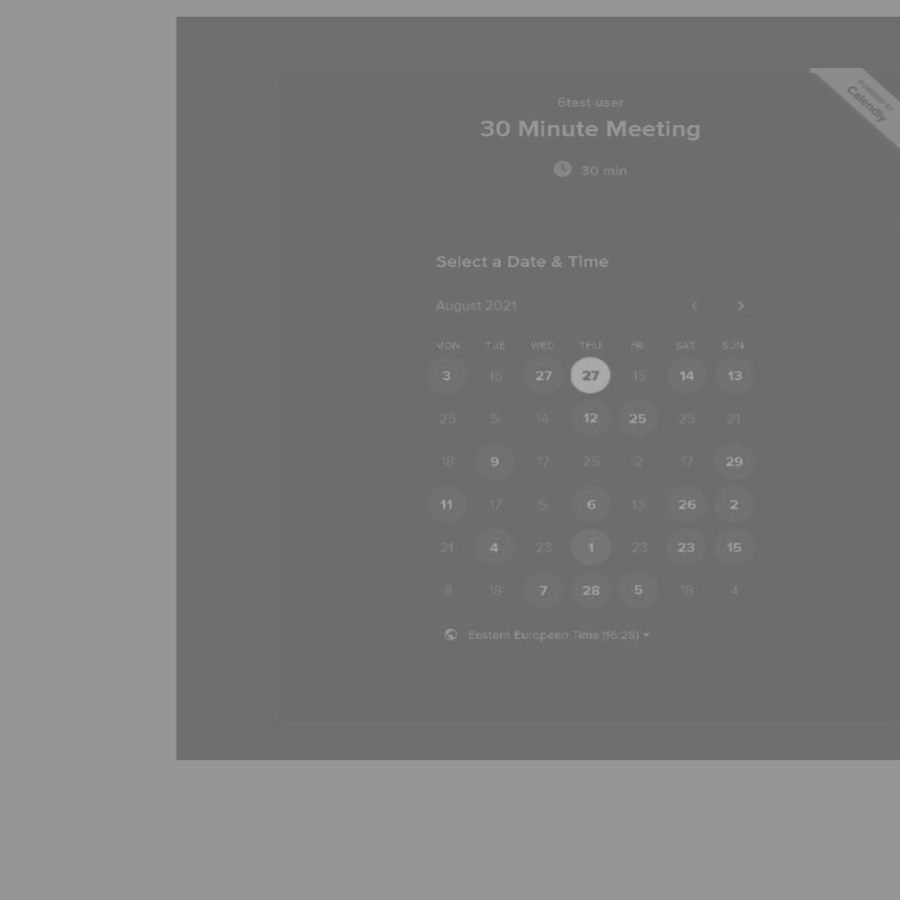 6test user
30 Minute Meeting
30 min
POWERED BY
Calendly
Select a Date & Time
August 2021
MON TUE WED THU FRI SAT SUN
3 15 27 27 15 14 13
25 5 14 12 25 25 21
18 9 17 25 2 17 29
11 17 5 6 13 26 2
21 4 23 1 23 23 15
8 18 7 28 5 18 4
Eastern European Time (16:28)